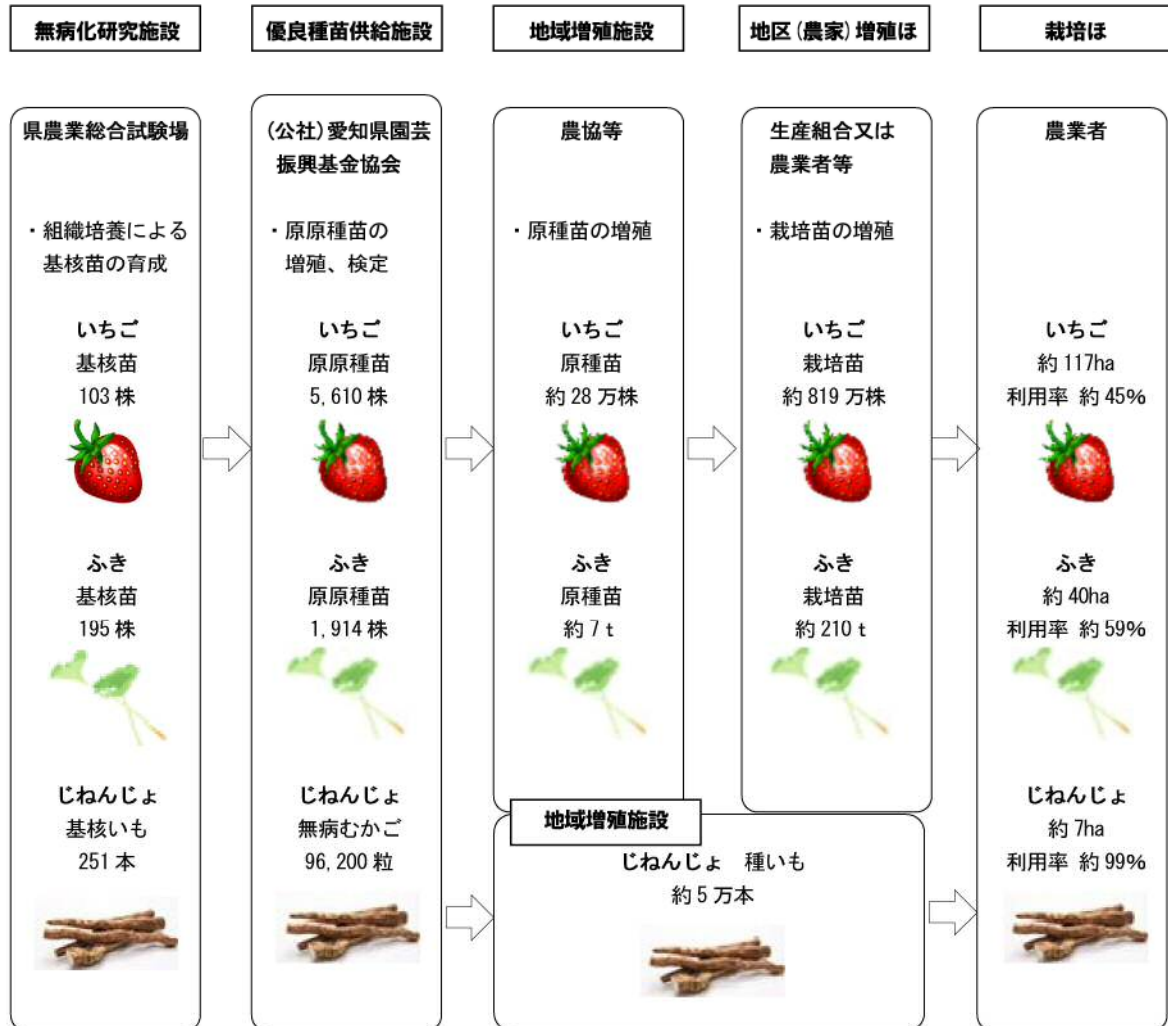 無病化研究施設
優良種苗供給施設
地域増殖施設
地区(農家)増殖ほ
栽培ほ
県農業総合試験場
・組織培養による
基核苗の育成
いちご
基核苗
103 株
ふき
基核苗
195 株
じねんじょ
基核いも
251 本
(公社)愛知県園芸
振興基金協会
・原原種苗の
増殖、検定
いちご
原原種苗
5,610 株
ふき
原原種苗
1,914 株
じねんじょ
無病むかご
96,200 粒
農協等
・原種苗の増殖
いちご
原種苗
約 28 万株
ふき
原種苗
約 7 t
生産組合又は
農業者等
・栽培苗の増殖
いちご
栽培苗
約 819 万株
ふき
栽培苗
約 210 t
地域増殖施設
じねんじょ 種いも
約 5 万本
農業者
いちご
約 117ha
利用率 約 45%
ふき
約 40ha
利用率 約 59%
じねんじょ
約 7ha
利用率 約 99%